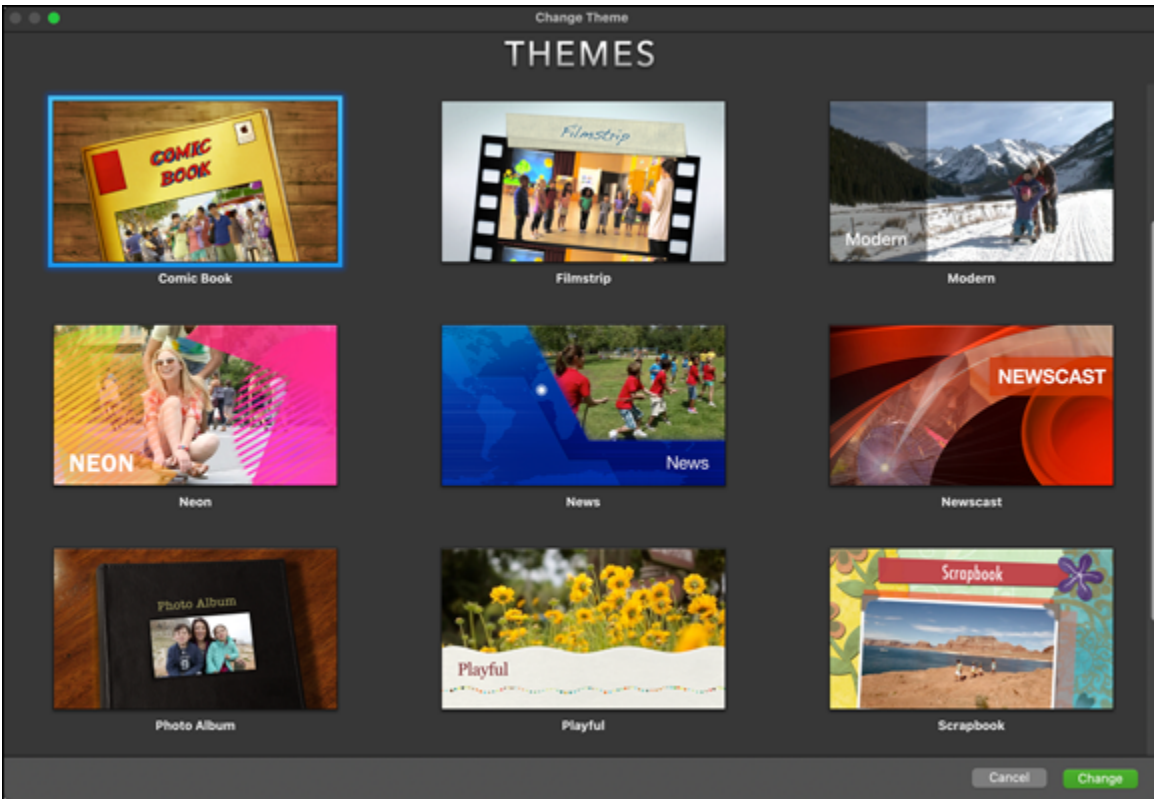 Change Theme
THEMES
COMIC
BOOK
Comic Book
Filmstrip
Filmstrip
Modern
Modern
NEON
Neon
News
News
NEWSCAST
Newscast
Photo Album
Photo Album
Playful
Playful
Scrapbook
Scrapbook
Cancel
Change